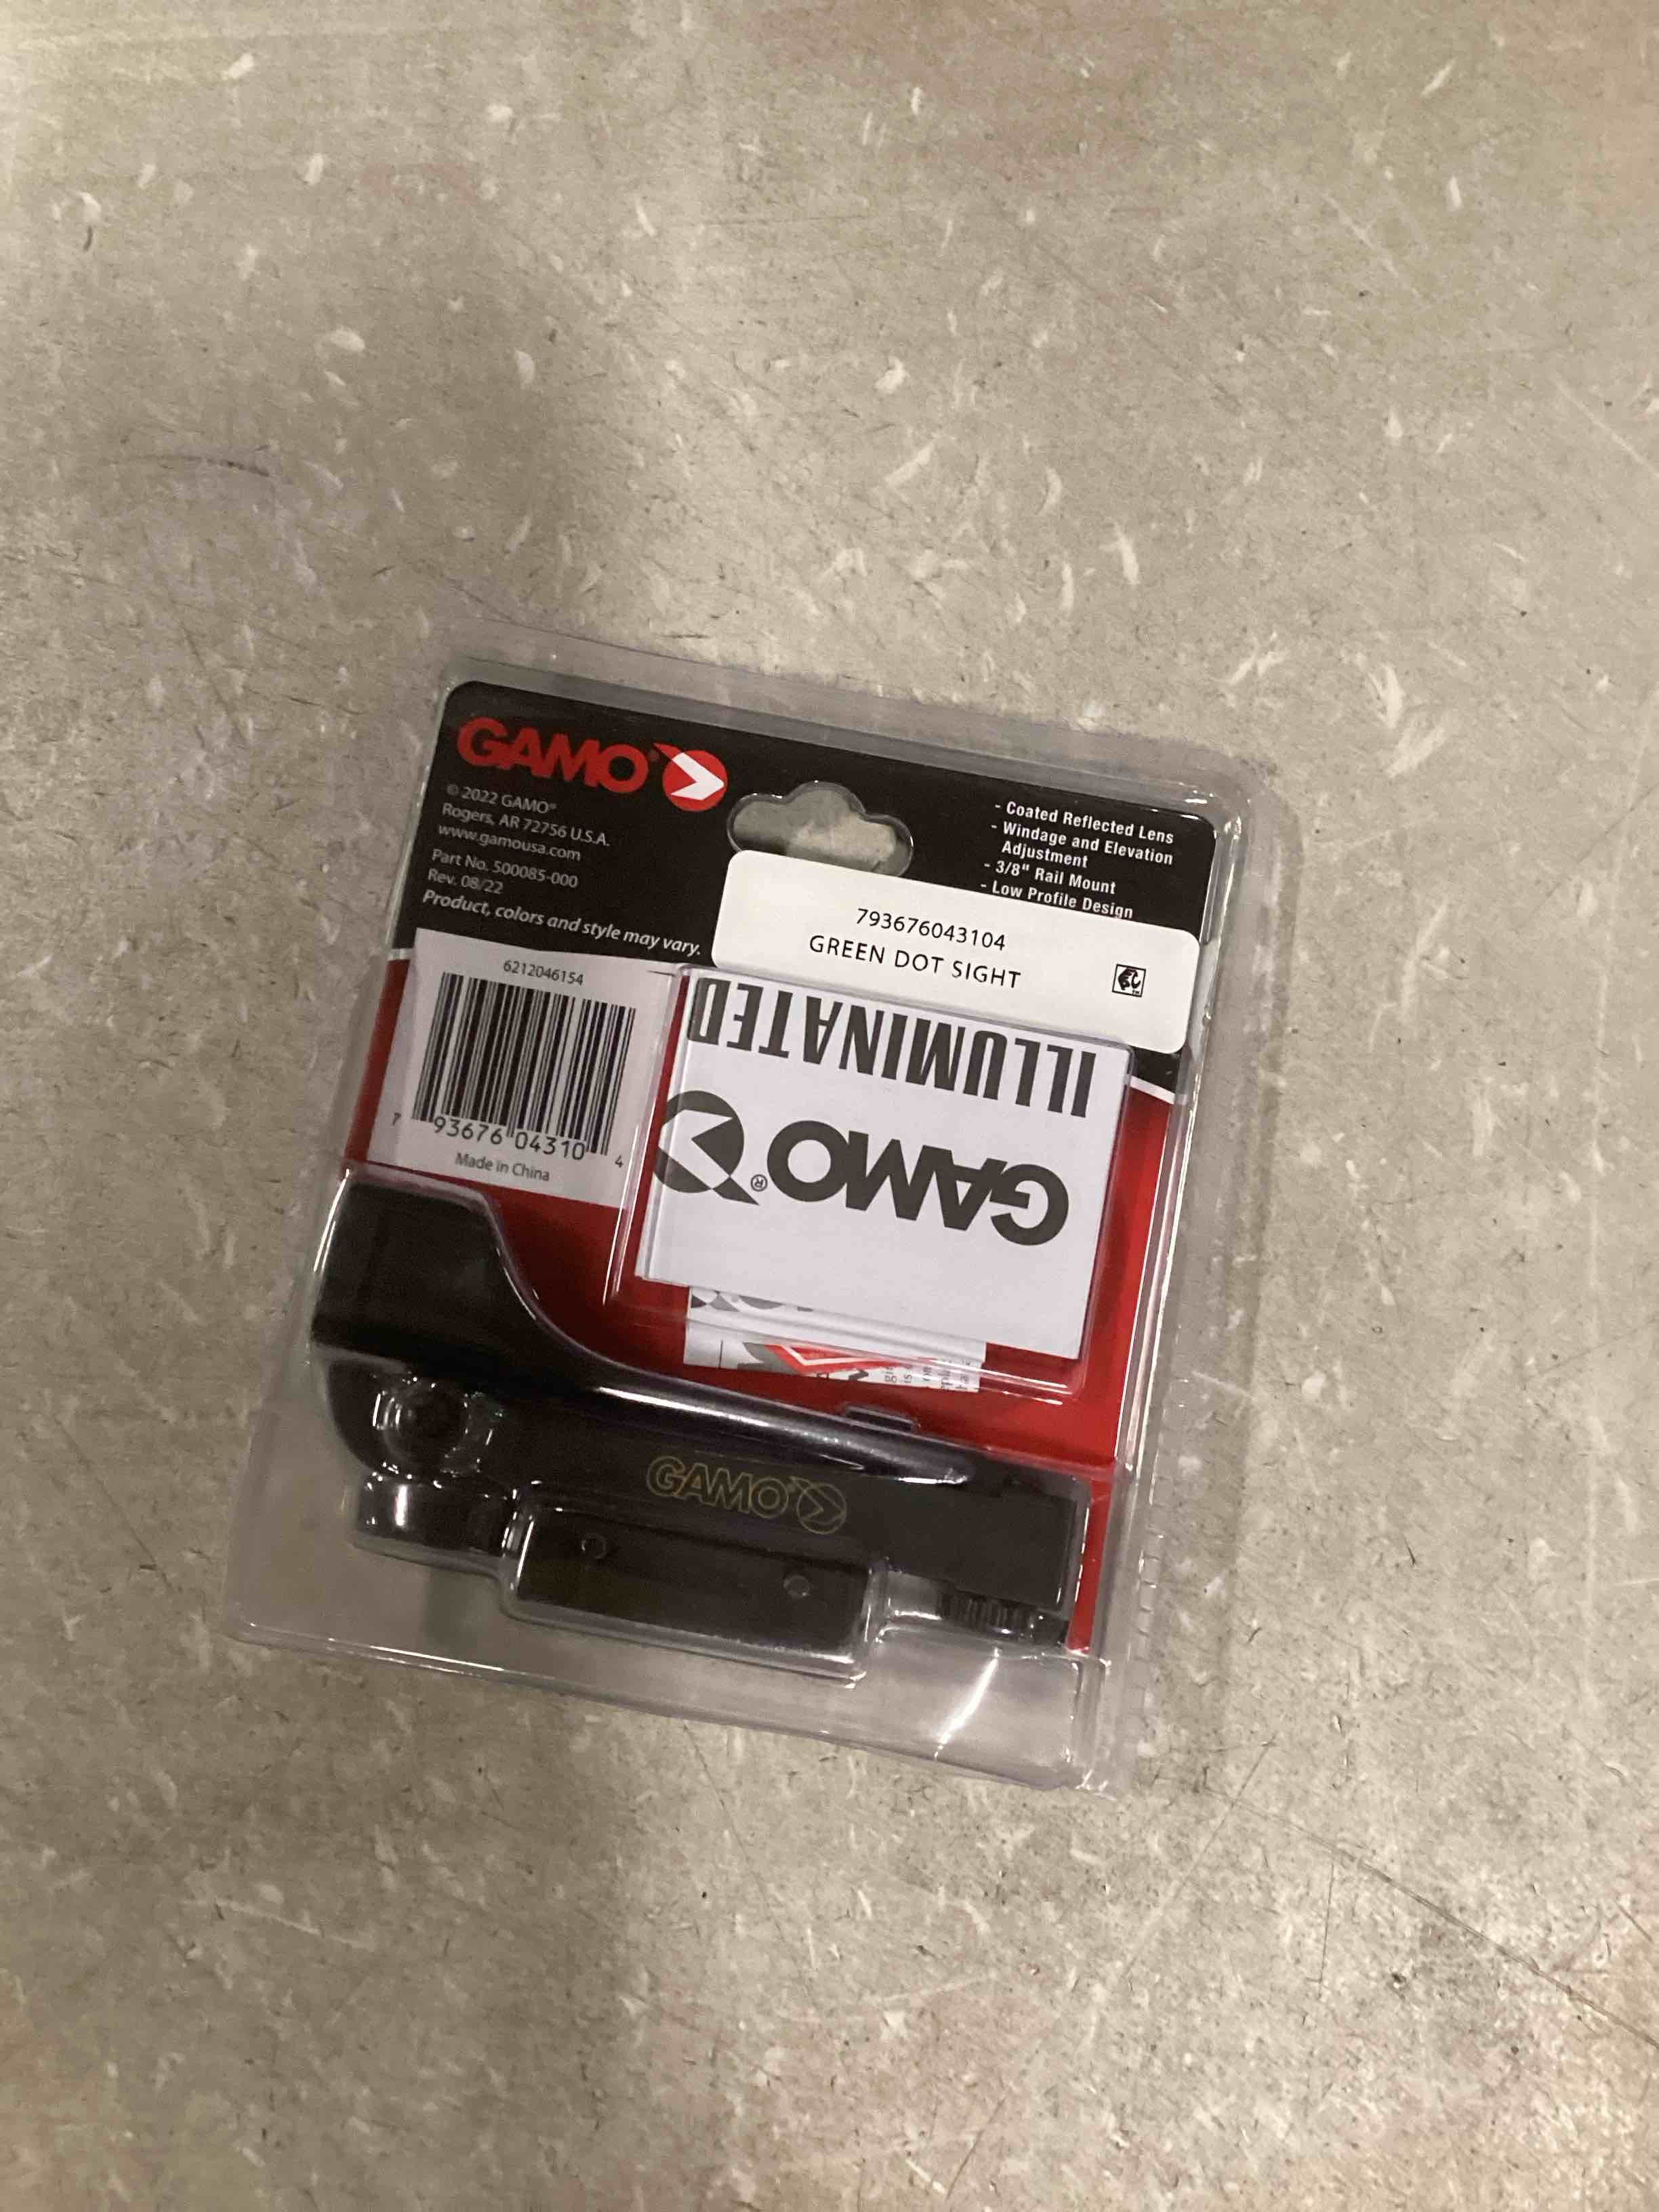 GAMO®
© 2022 GAMO®
Rogers, AR 72756 U.S.A.
www.gamousa.com
Part No. 500085-000
Rev. 08/22
Product, colors and style may vary.
- Coated Reflected Lens
- Windage and Elevation
Adjustment
- 3/8" Rail Mount
- Low Profile Design
793676043104
GREEN DOT SIGHT
6212046154
7 93676 04310 4
Made in China
GAMO®
ILLUMINATED
GAMO